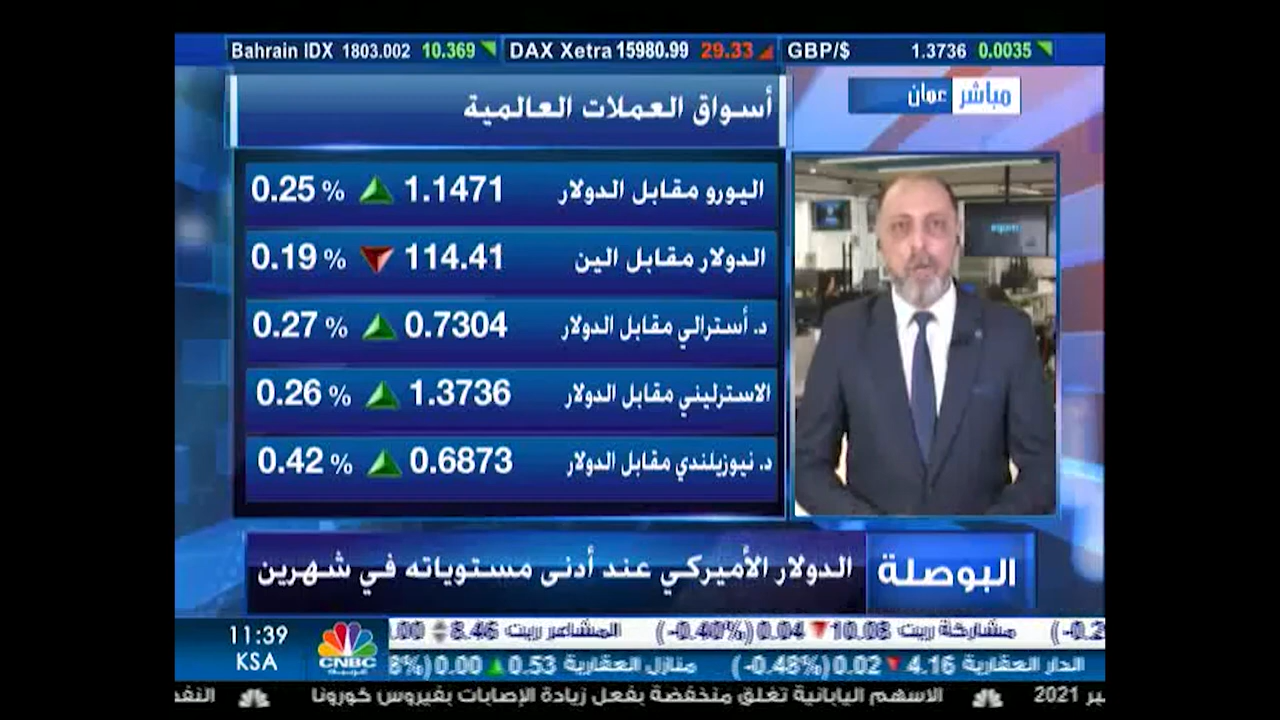 Bahrain IDX 1803.002 10.369 DAX Xetra 15980.99 29.33 GBP/$ 1.3736 0.0035
مباشر عمان
أسواق العملات العالمية
اليورو مقابل الدولار 1.1471 0.25 %
الدولار مقابل الين 114.41 0.19 %
د. أسترالي مقابل الدولار 0.7304 0.27 %
الاسترليني مقابل الدولار 1.3736 0.26 %
د. نيوزيلندي مقابل الدولار 0.6873 0.42 %
البوصلة الدولار الأميركي عند أدنى مستوياته في شهرين
11:39
KSA
CNBC
عربية
مشاركة ريت 10.08 0.04 (-0.40%) المشاعر ريت 8.46
الدار العقارية 4.16 0.02 (-0.48%) منازل العقارية 0.53 0.00
2021 الاسهم اليابانية تغلق منخفضة بفعل زيادة الإصابات بفيروس كورونا